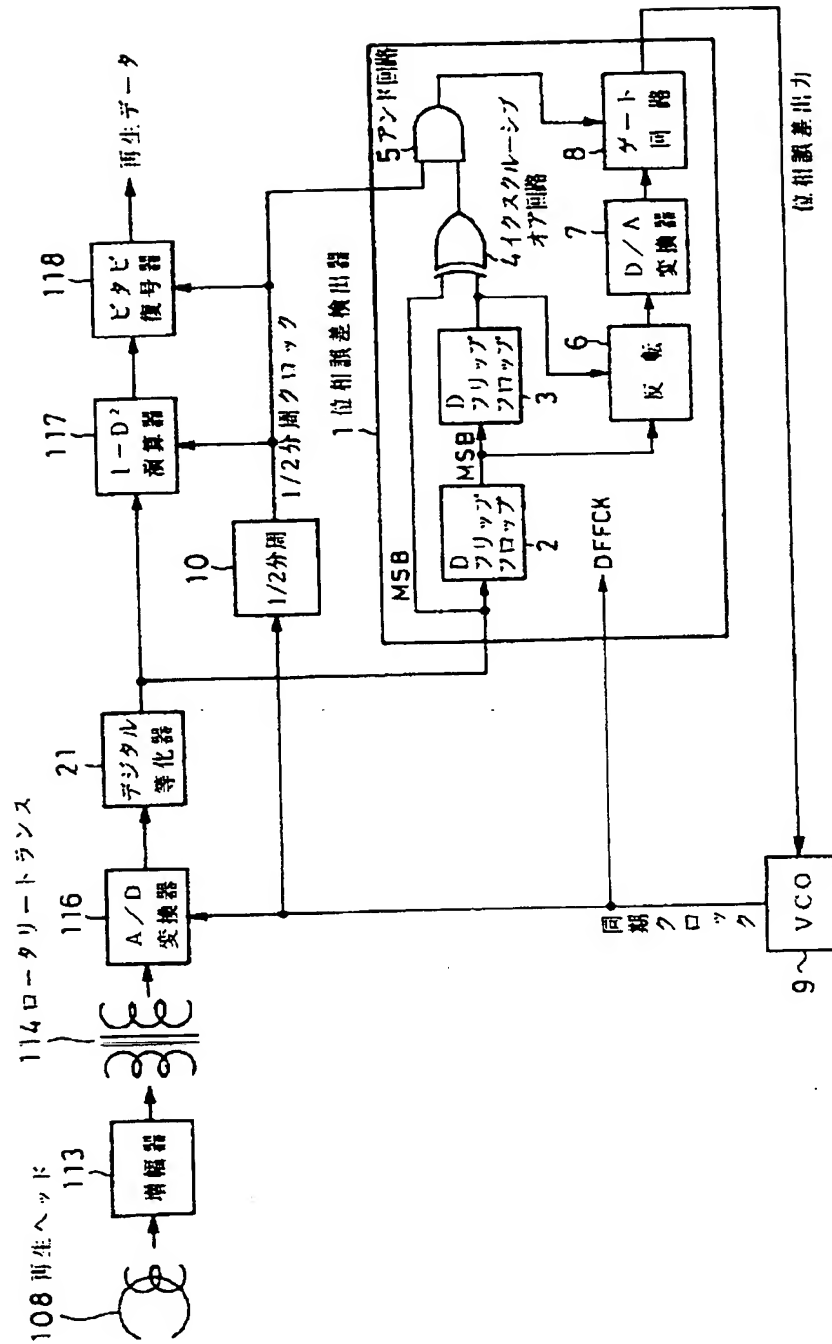 108 再生ヘッド
113
増幅器
114 ロータリートランス
116
A/D
変換器
21
デジタル
等化器
117
1-D²
演算器
118
ビタビ
復号器
再生データ
10
1/2分周
1/2分周クロック
1 位相誤差検出器
MSB
D
フリップ
フロップ
2
MSB
D
フリップ
フロップ
3
4 イクスクルーシブ
オア回路
5 アンド回路
6
反転
7
D/A
変換器
8
ゲート
回路
DFFCK
同期クロック
9
VCO
位相誤差出力